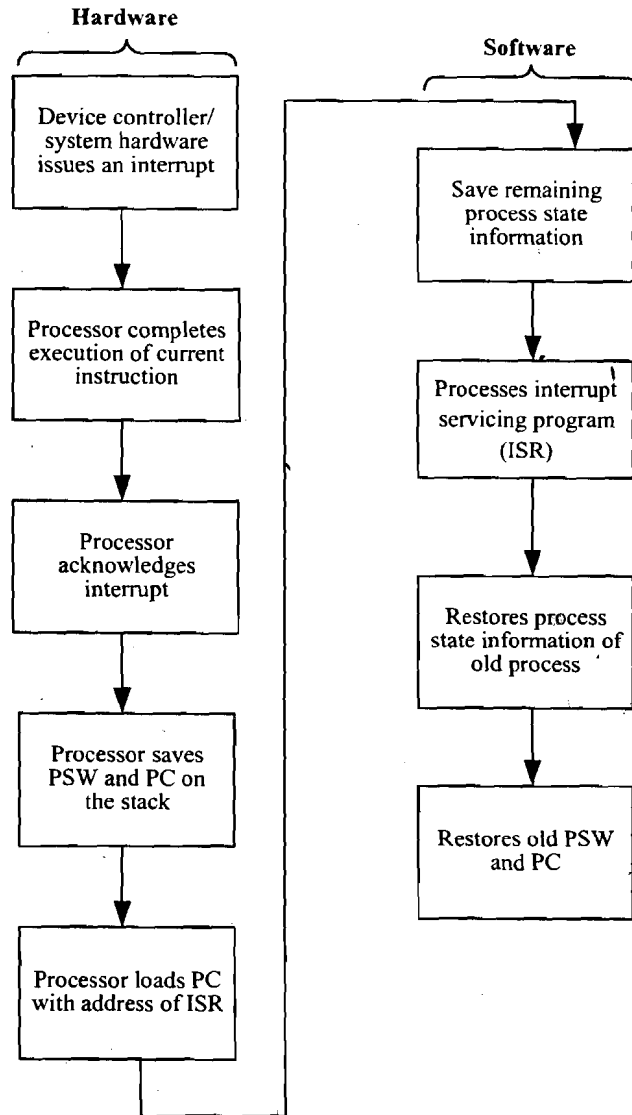 Hardware
Device controller/
system hardware
issues an interrupt
Processor completes
execution of current
instruction
Processor
acknowledges
interrupt
Processor saves
PSW and PC on
the stack
Processor loads PC
with address of ISR
Software
Save remaining
process state
information
Processes interrupt
servicing program
(ISR)
Restores process
state information of
old process
Restores old PSW
and PC